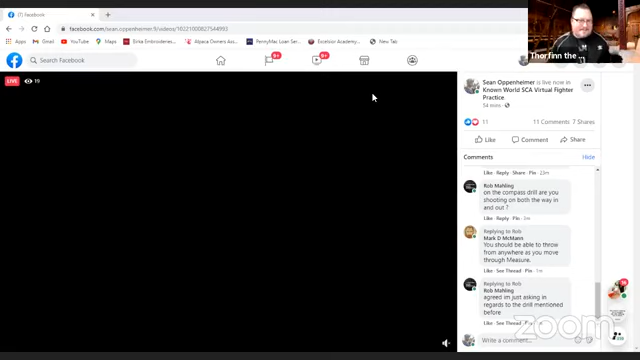 (7) Facebook
facebook.com/sean.oppenheimer.9/videos/10221000827544993
Apps
Gmail
YouTube
Maps
Erika Embroideries...
Alpaca Owners Ass...
PennyMac Loan Ser...
Excelsior Academy...
New Tab
Search Facebook
9+
9+
Thorfinn the
LIVE
19
Sean Oppenheimer is live now in
Known World SCA Virtual Fighter
Practice.
54 mins
11
11 Comments 7 Shares
Like
Comment
Share
Comments
Hide
Like · Reply · Share · Pin · 23m
Rob Mahling
on the compass drill are you
shooting on both the way in
and out ?
Like · Reply · Pin · 3m
Replying to Rob
Mark D McMann
You should be able to throw
from anywhere as you move
through Measure.
Like · See Thread · Pin · 1m
Replying to Rob
Rob Mahling
agreed im just asking in
regards to the drill mentioned
before
Like · See Thread · Pin · 1m
Write a comment...
zoom